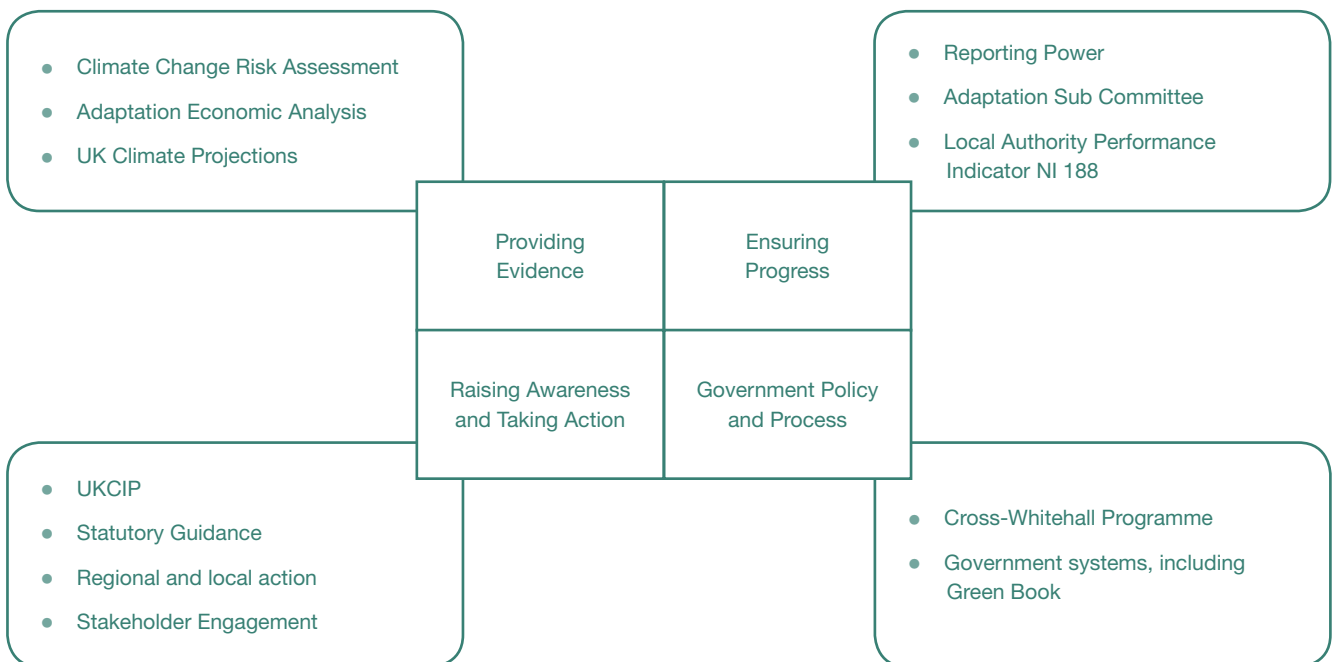 Climate Change Risk Assessment
Adaptation Economic Analysis
UK Climate Projections
Reporting Power
Adaptation Sub Committee
Local Authority Performance
Indicator NI 188
Providing
Evidence
Ensuring
Progress
Raising Awareness
and Taking Action
Government Policy
and Process
UKCIP
Statutory Guidance
Regional and local action
Stakeholder Engagement
Cross-Whitehall Programme
Government systems, including
Green Book